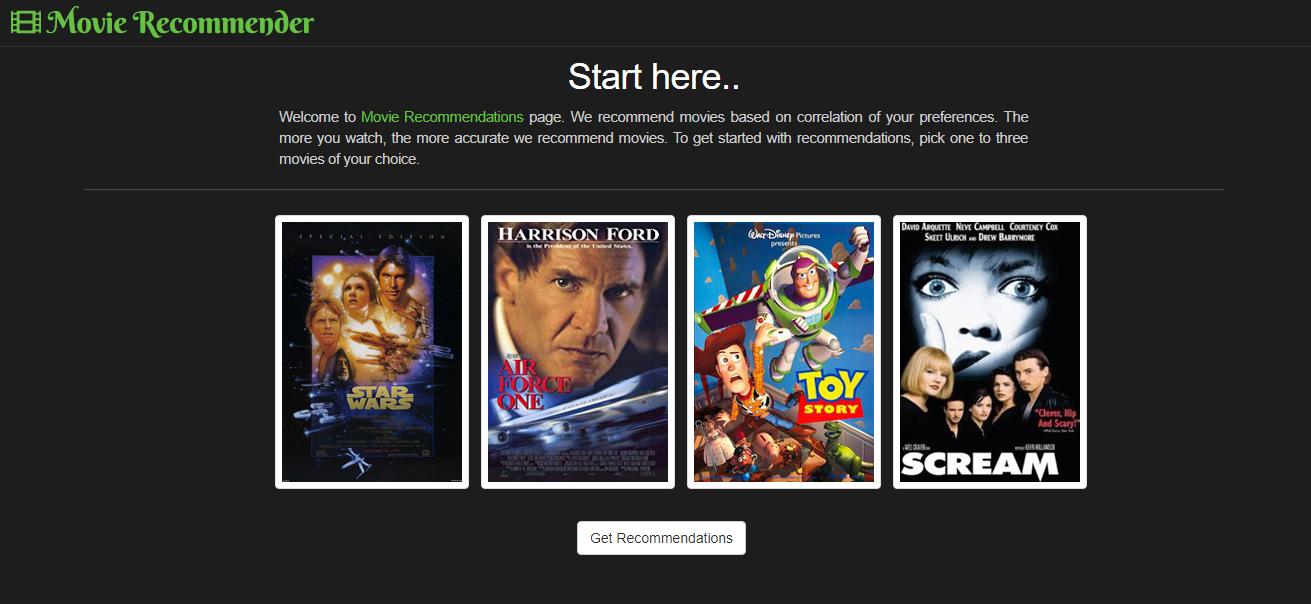 Movie Recommender
Start here..
Welcome to Movie Recommendations page. We recommend movies based on correlation of your preferences. The
more you watch, the more accurate we recommend movies. To get started with recommendations, pick one to three
movies of your choice.
SPECIAL EDITION
STAR
WARS
HARRISON FORD
is the President of the United States.
AIR
FORCE
ONE
UNITED STATES OF AMERICA
Walt Disney Pictures
presents
TOY
STORY
DAVID ARQUETTE NEVE CAMPBELL COURTENEY COX
SKEET ULRICH AND DREW BARRYMORE
"Clever, Hip
And Scary!"
SCREAM
Get Recommendations